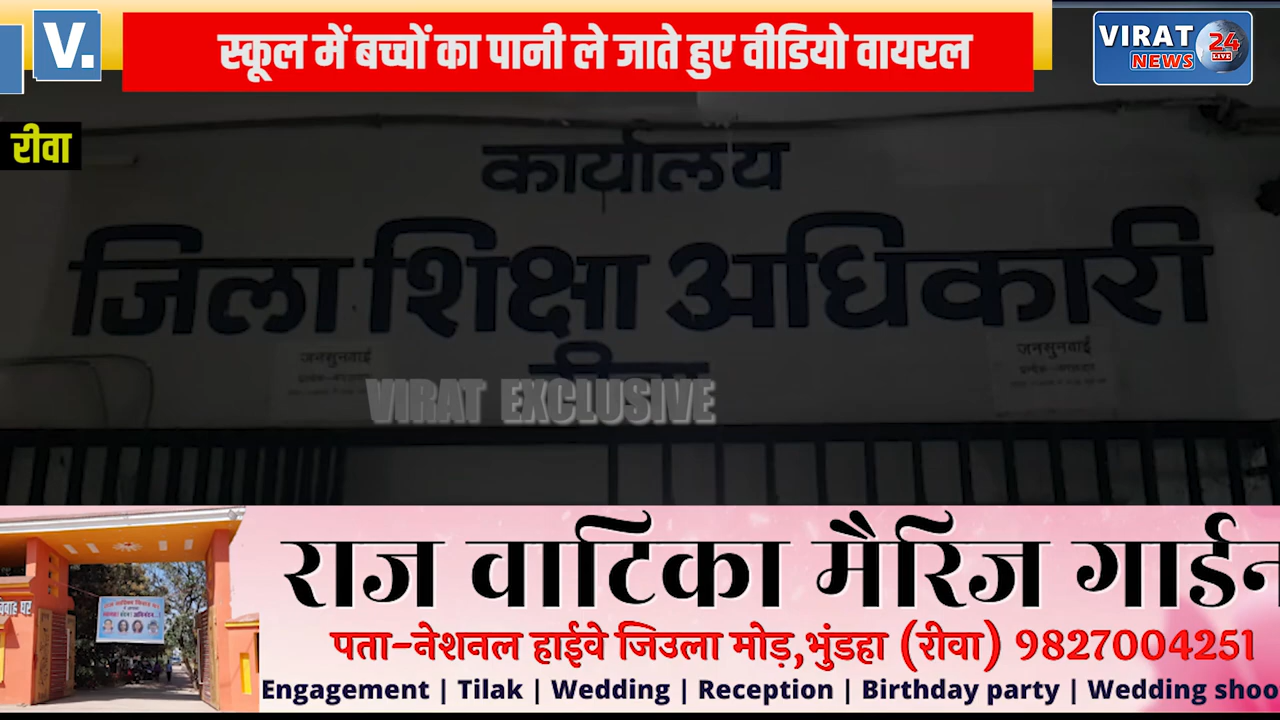 V.
स्कूल में बच्चों का पनी ले जाते हुए वीडियो वायरल
VIRAT
NEWS
24
LIVE
रीवा
कार्यालय
जिला शिक्षा अधिकारी
जनसुनवाई
जनसुनवाई
VIRAT EXCLUSIVE
राज वाटिका मैरिज गार्डन
पता-नेशनल हाईवे जिउला मोड़,भुंडहा (रीवा) 9827004251
Engagement | Tilak | Wedding | Reception | Birthday party | Wedding shoo